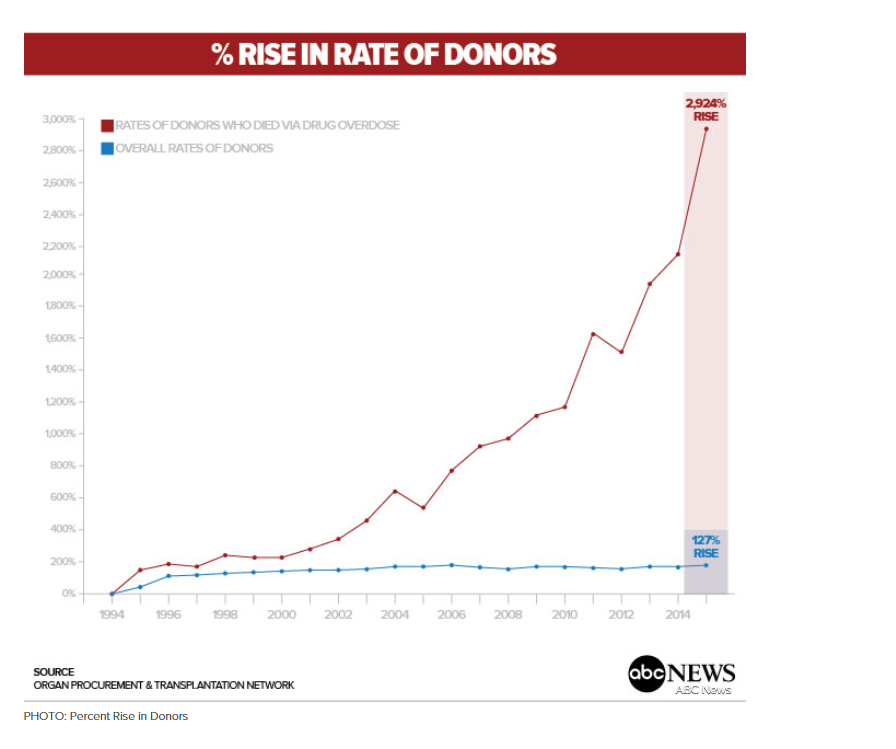 % RISE IN RATE OF DONORS
2,924%
RISE
3,000%
RATES OF DONORS WHO DIED VIA DRUG OVERDOSE
OVERALL RATES OF DONORS
2,800%
2,600%
2,400%
2,200%
2,000%
1,800%
1,600%
1,400%
1,200%
1,000%
800%
600%
400%
127%
RISE
200%
0%
1994 1996 1998 2000 2002 2004 2006 2008 2010 2012 2014
SOURCE
ORGAN PROCUREMENT & TRANSPLANTATION NETWORK
abc NEWS
ABC News
PHOTO: Percent Rise in Donors